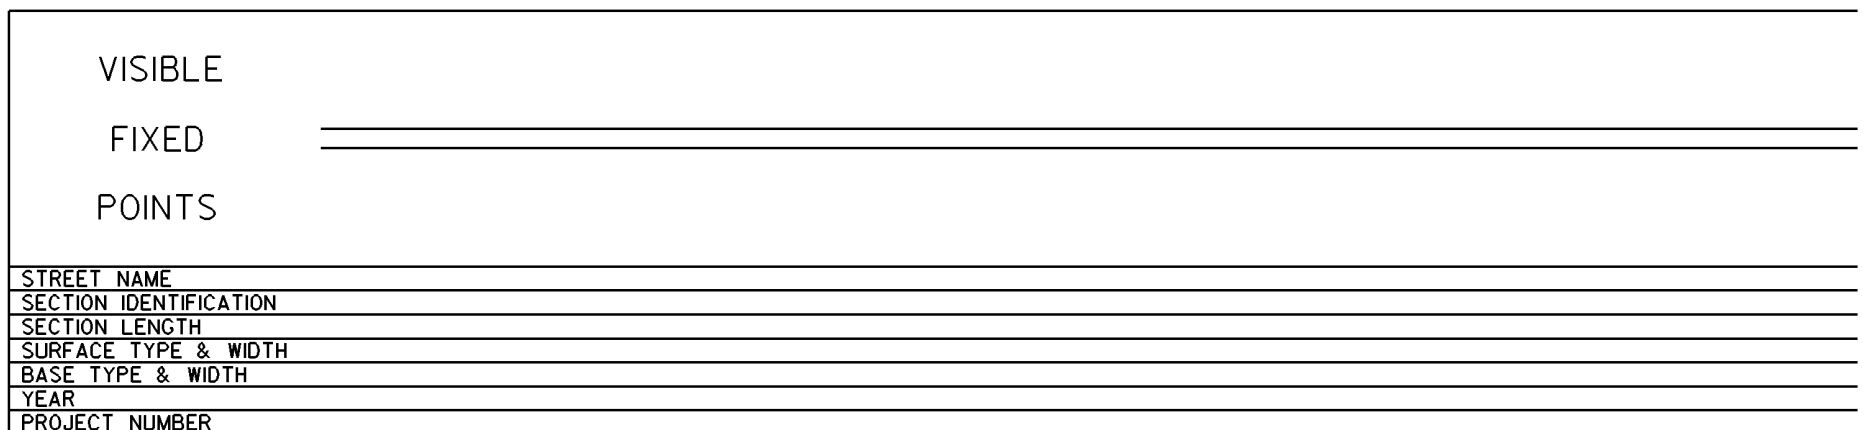 VISIBLE
FIXED
POINTS
STREET NAME
SECTION IDENTIFICATION
SECTION LENGTH
SURFACE TYPE & WIDTH
BASE TYPE & WIDTH
YEAR
PROJECT NUMBER